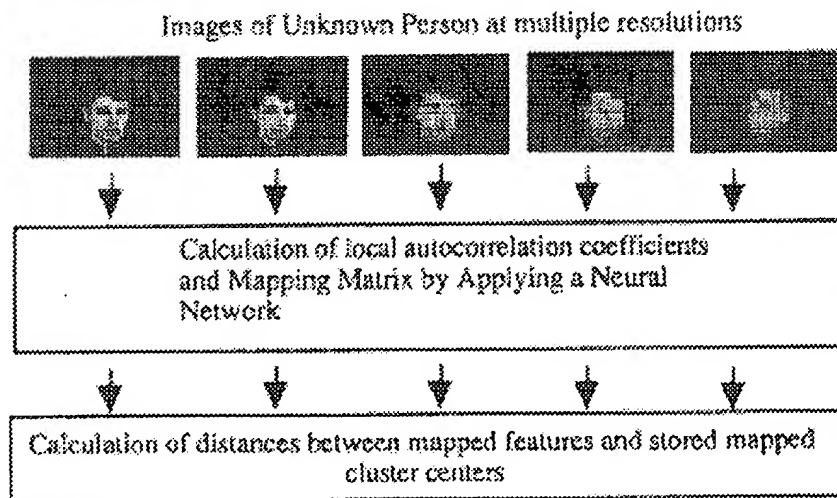 Images of Unknown Person at multiple resolutions
Calculation of local autocorrelation coefficients
and Mapping Matrix by Applying a Neural
Network
Calculation of distances between mapped features and stored mapped
cluster centers